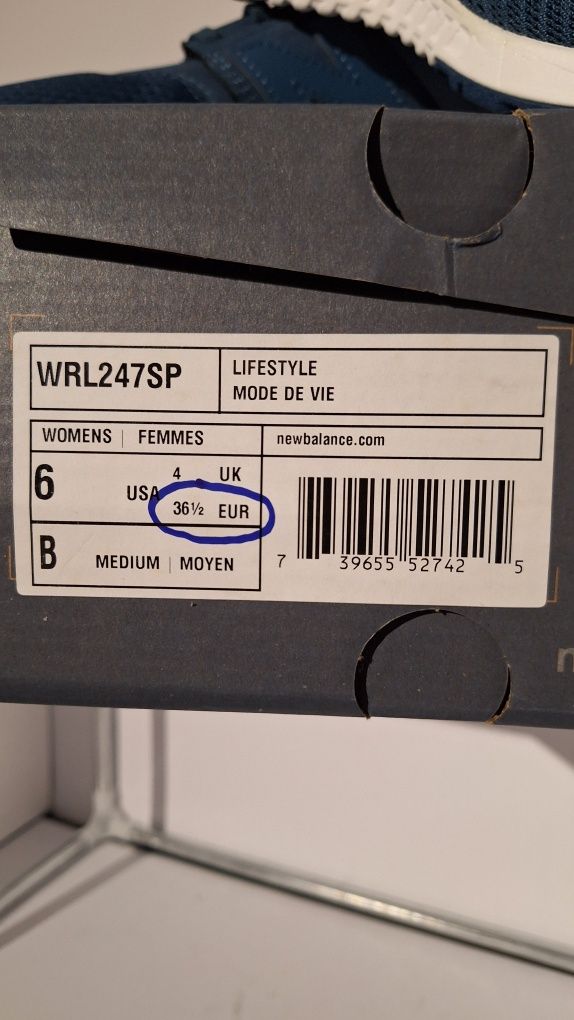 WRL247SP
LIFESTYLE
MODE DE VIE
WOMENS | FEMMES
newbalance.com
6 USA
4 UK
36½ EUR
B MEDIUM | MOYEN
7 39655 52742 5